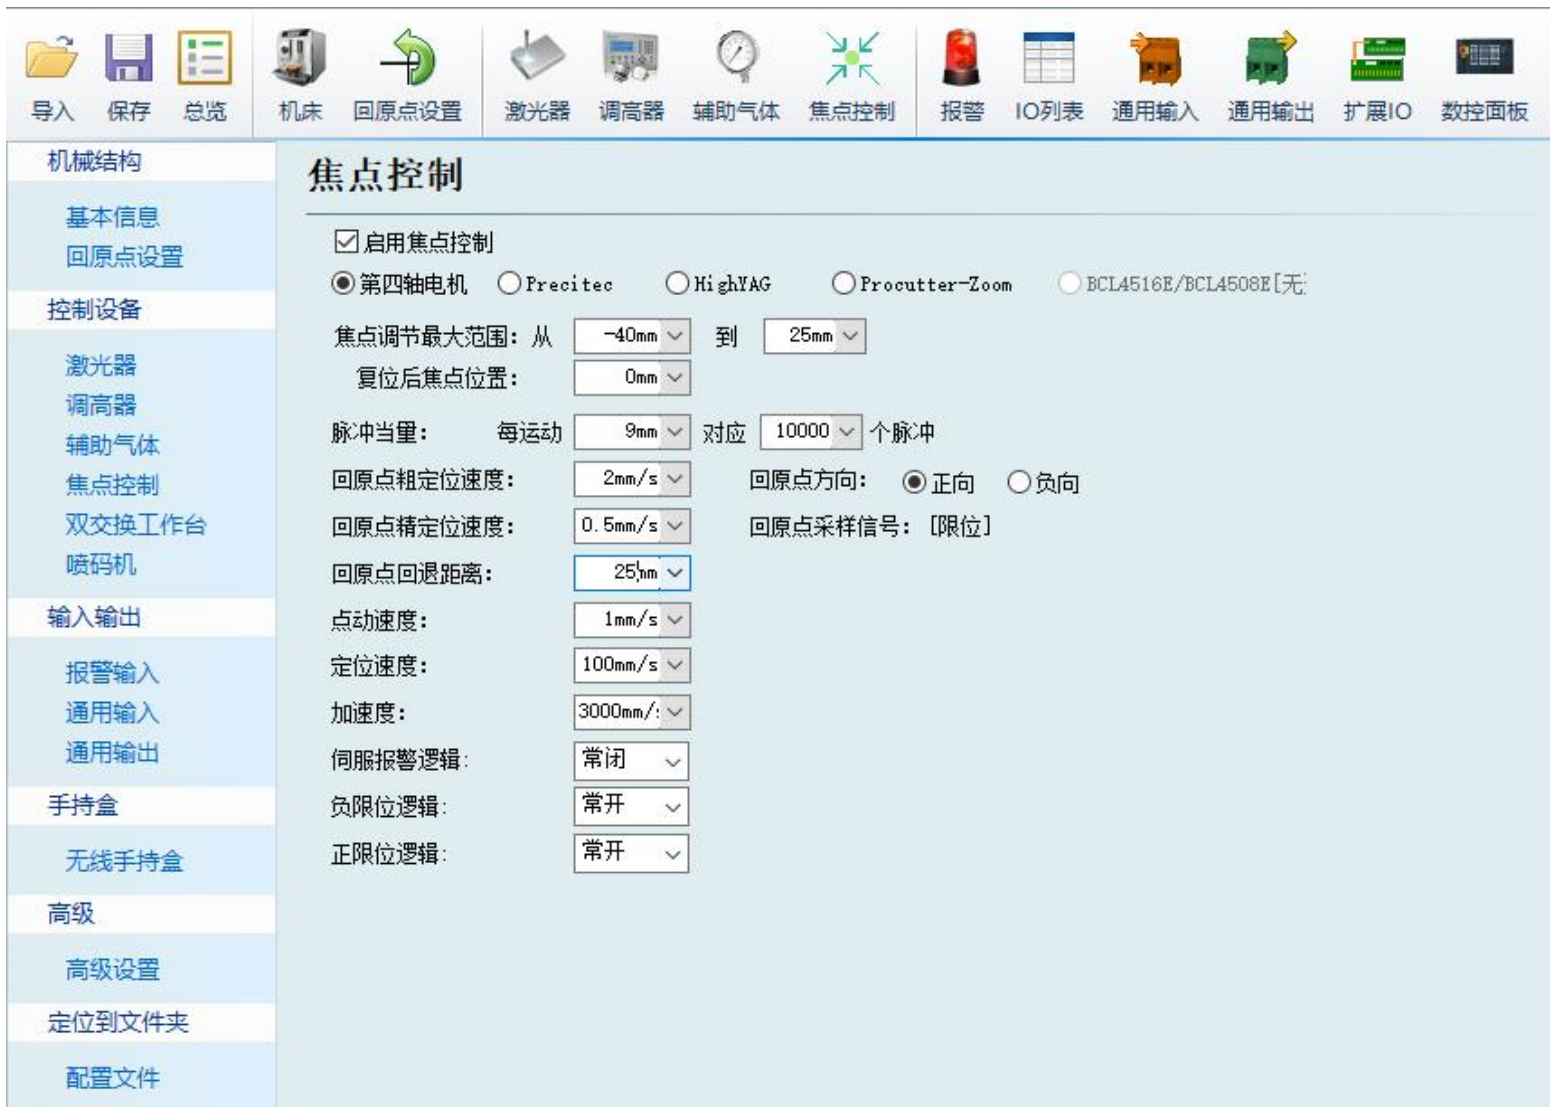 导入 保存 总览 机床 回原点设置 激光器 调高器 辅助气体 焦点控制 报警 IO列表 通用输入 通用输出 扩展IO 数控面板
机械结构
基本信息
回原点设置
控制设备
激光器
调高器
辅助气体
焦点控制
双交换工作台
喷码机
输入输出
报警输入
通用输入
通用输出
手持盒
无线手持盒
高级
高级设置
定位到文件夹
配置文件
焦点控制
启用焦点控制
第四轴电机 Precitec HighYAG Procutter-Zoom BCL4516E/BCL4508E[无
焦点调节最大范围: 从 -40mm 到 25mm
复位后焦点位置: 0mm
脉冲当量: 每运动 9mm 对应 10000 个脉冲
回原点粗定位速度: 2mm/s 回原点方向: 正向 负向
回原点精定位速度: 0.5mm/s 回原点采样信号: [限位]
回原点回退距离: 25mm
点动速度: 1mm/s
定位速度: 100mm/s
加速度: 3000mm/
伺服报警逻辑: 常闭
负限位逻辑: 常开
正限位逻辑: 常开